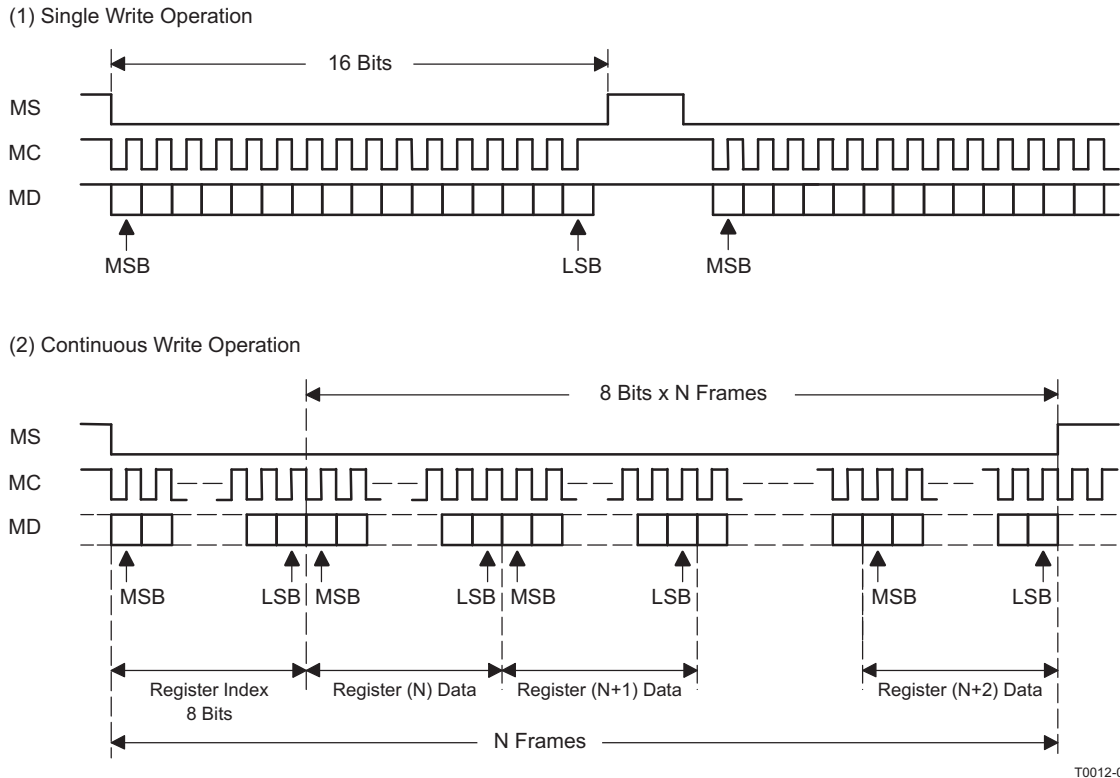 (1) Single Write Operation
16 Bits
MS
MC
MD
MSB LSB MSB
(2) Continuous Write Operation
8 Bits x N Frames
MS
MC
MD
MSB LSB MSB LSB MSB LSB MSB LSB
Register Index
8 Bits
Register (N) Data
Register (N+1) Data
Register (N+2) Data
N Frames
T0012-0